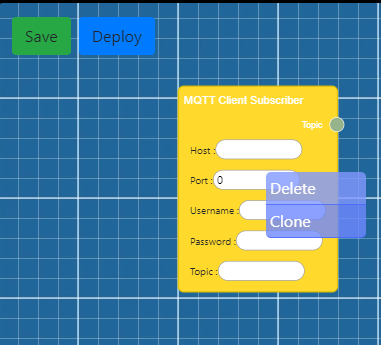 Save Deploy
MQTT Client Subscriber
Topic
Host :
Port : 0
Delete
Username :
Clone
Password :
Topic :